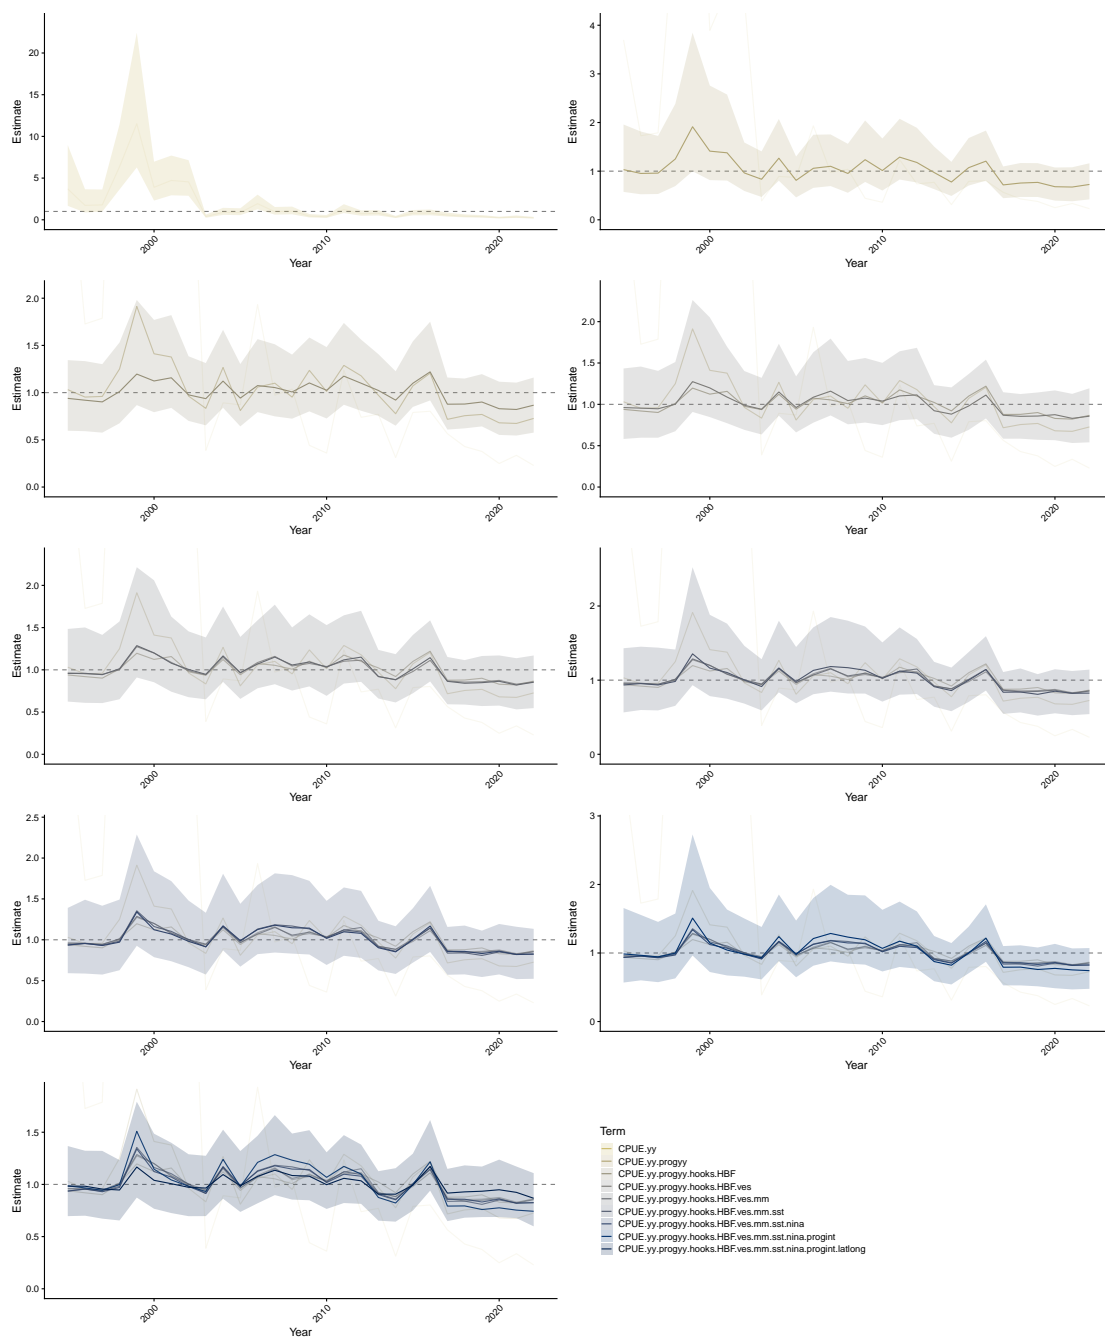 20
15
10
5
0
Estimate
2000
2010
2020
Year
4
3
2
1
0
Estimate
2000
2010
2020
Year
2.0
1.5
1.0
0.5
0.0
Estimate
2000
2010
2020
Year
2.0
1.5
1.0
0.5
0.0
Estimate
2000
2010
2020
Year
2.0
1.5
1.0
0.5
0.0
Estimate
2000
2010
2020
Year
2
1
0
Estimate
2000
2010
2020
Year
2.5
2.0
1.5
1.0
0.5
0.0
Estimate
2000
2010
2020
Year
3
2
1
0
Estimate
2000
2010
2020
Year
1.5
1.0
0.5
0.0
Estimate
2000
2010
2020
Year
Term
CPUE.yy
CPUE.yy.progyy
CPUE.yy.progyy.hooks.HBF
CPUE.yy.progyy.hooks.HBF.ves
CPUE.yy.progyy.hooks.HBF.ves.mm
CPUE.yy.progyy.hooks.HBF.ves.mm.sst
CPUE.yy.progyy.hooks.HBF.ves.mm.sst.nina
CPUE.yy.progyy.hooks.HBF.ves.mm.sst.nina.progint
CPUE.yy.progyy.hooks.HBF.ves.mm.sst.nina.progint.latlong